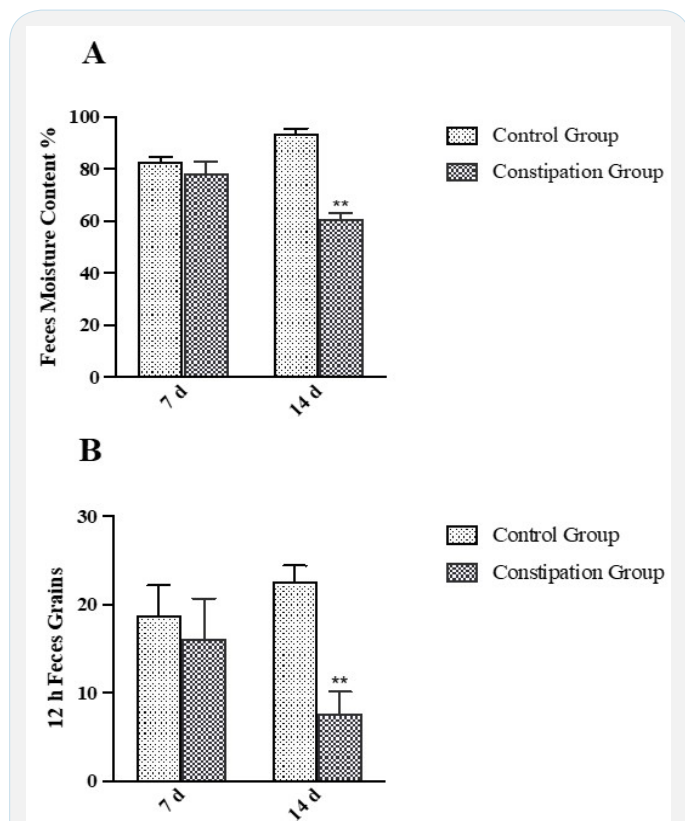 A
Feces Moisture Content %
100
80
60
40
20
0
**
7 d
14 d
Control Group
Constipation Group
B
12 h Feces Grains
30
20
10
0
**
7 d
14 d
Control Group
Constipation Group